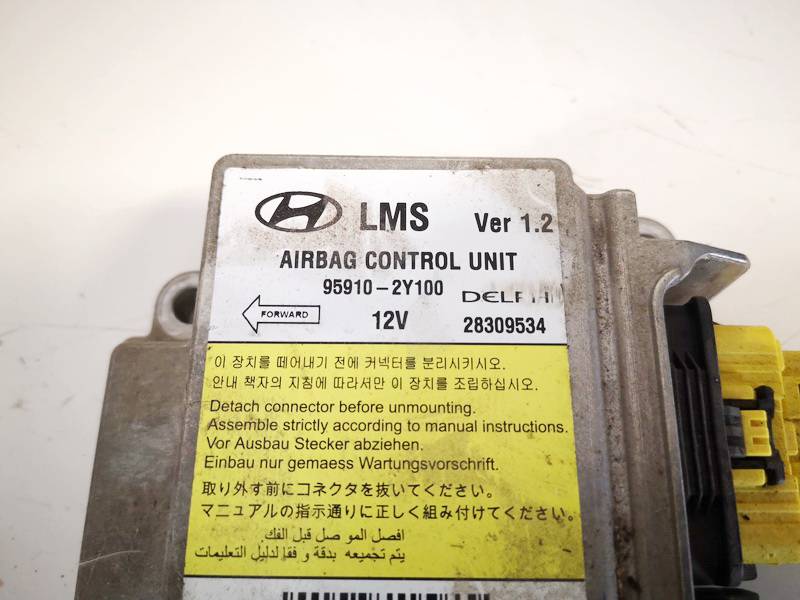 LMS Ver 1.2
AIRBAG CONTROL UNIT
95910-2Y100 DELPHI
FORWARD 12V 28309534
이 장치를 떼어내기 전에 커넥터를 분리시키시오.
안내 책자의 지침에 따라서만 이 장치를 조립하십시오.
Detach connector before unmounting.
Assemble strictly according to manual instructions.
Vor Ausbau Stecker abziehen.
Einbau nur gemaess Wartungsvorschrift.
取り外す前にコネクタを抜いてください。
マニュアルの指示通りに正しく組み付けてください。
افصل الموصل قبل الفك.
يتم تجميعه بدقة و فقا لدليل التعليمات